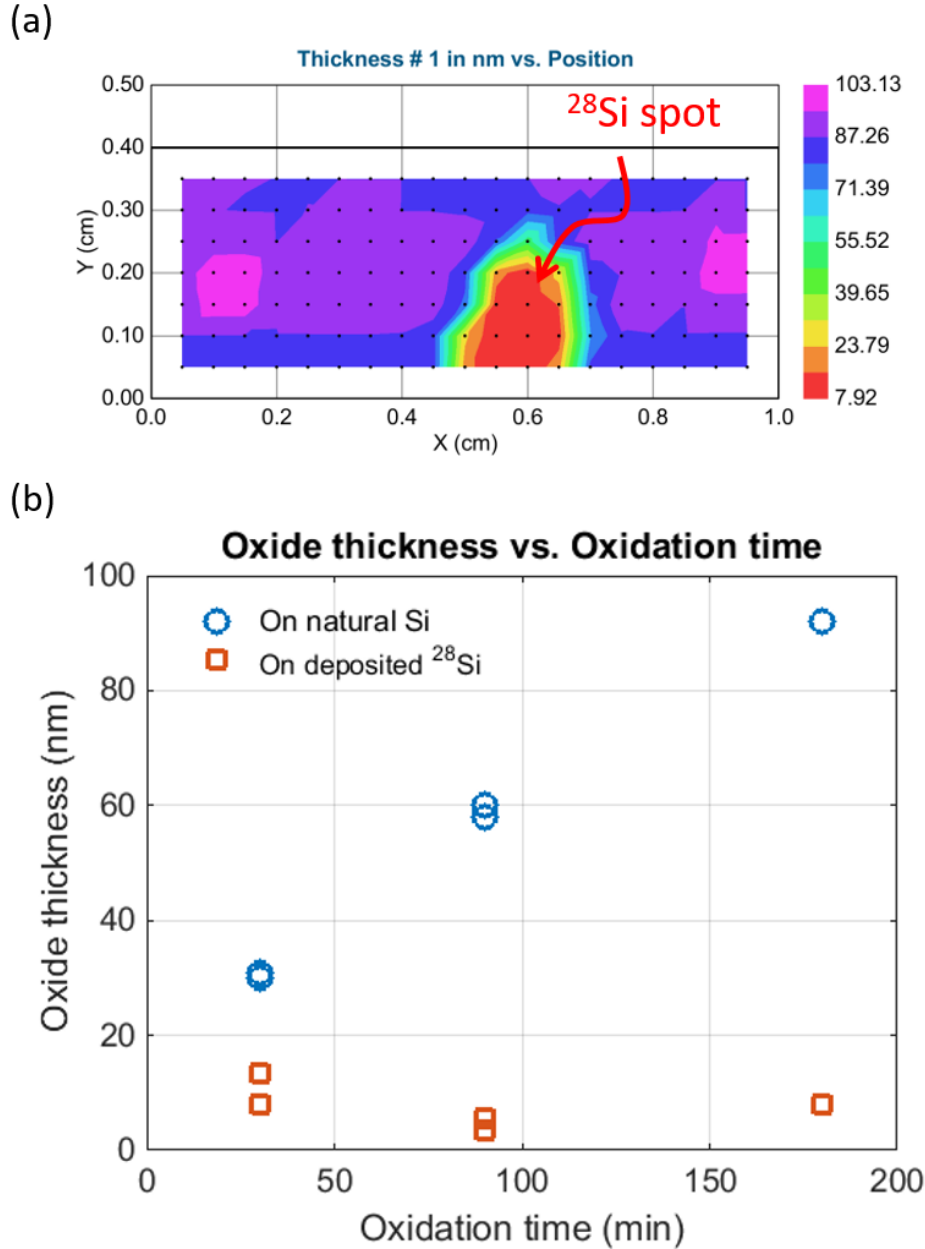 (a)
Thickness # 1 in nm vs. Position
0.50
0.40
0.30
0.20
0.10
0.00
Y (cm)
0.0 0.2 0.4 0.6 0.8 1.0
X (cm)
²⁸Si spot
103.13
87.26
71.39
55.52
39.65
23.79
7.92
(b)
Oxide thickness vs. Oxidation time
100
80
60
40
20
0
Oxide thickness (nm)
On natural Si
On deposited ²⁸Si
0 50 100 150 200
Oxidation time (min)